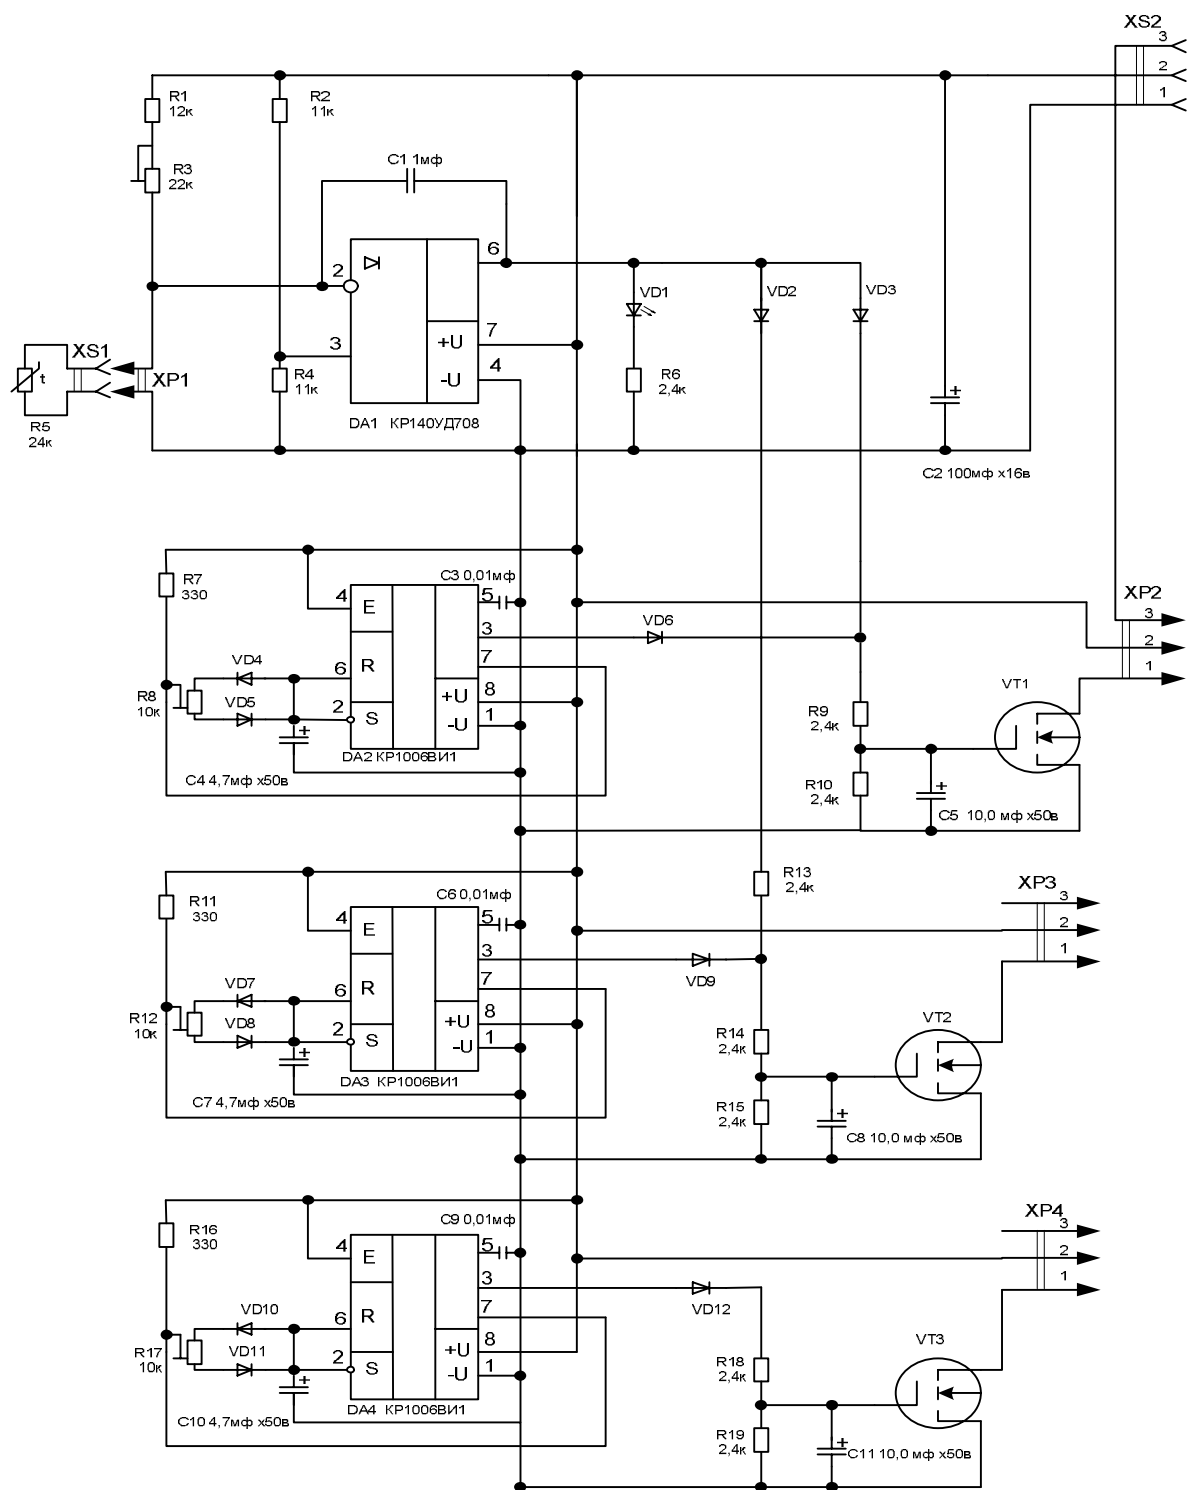 XS2
3
2
1
R1
12к
R2
11к
R3
22к
C1 1мф
6
2
VD1
VD2
VD3
7
3
+U
4
-U
XS1
t
XP1
R4
11к
R6
2,4к
+
R5
24к
DA1 КР140УД708
C2 100мф х16в
R7
330
C3 0,01мф
4
E
5
3
VD6
XP2
3
2
1
7
VD4
6
R
8
R8
10к
VD5
2
S
+U
1
-U
+
VT1
R9
2,4к
DA2 КР1006ВИ1
C4 4,7мф х50в
R10
2,4к
+
C5 10,0 мф х50в
R13
2,4к
XP3
3
2
1
R11
330
C6 0,01мф
4
E
5
3
7
VD9
VD7
6
R
8
R12
10к
VD8
2
S
+U
1
-U
+
VT2
R14
2,4к
DA3 КР1006ВИ1
C7 4,7мф х50в
R15
2,4к
+
C8 10,0 мф х50в
XP4
3
2
1
R16
330
C9 0,01мф
4
E
5
3
7
VD12
VD10
6
R
8
R17
10к
VD11
2
S
+U
1
-U
+
VT3
R18
2,4к
DA4 КР1006ВИ1
C10 4,7мф х50в
R19
2,4к
+
C11 10,0 мф х50в